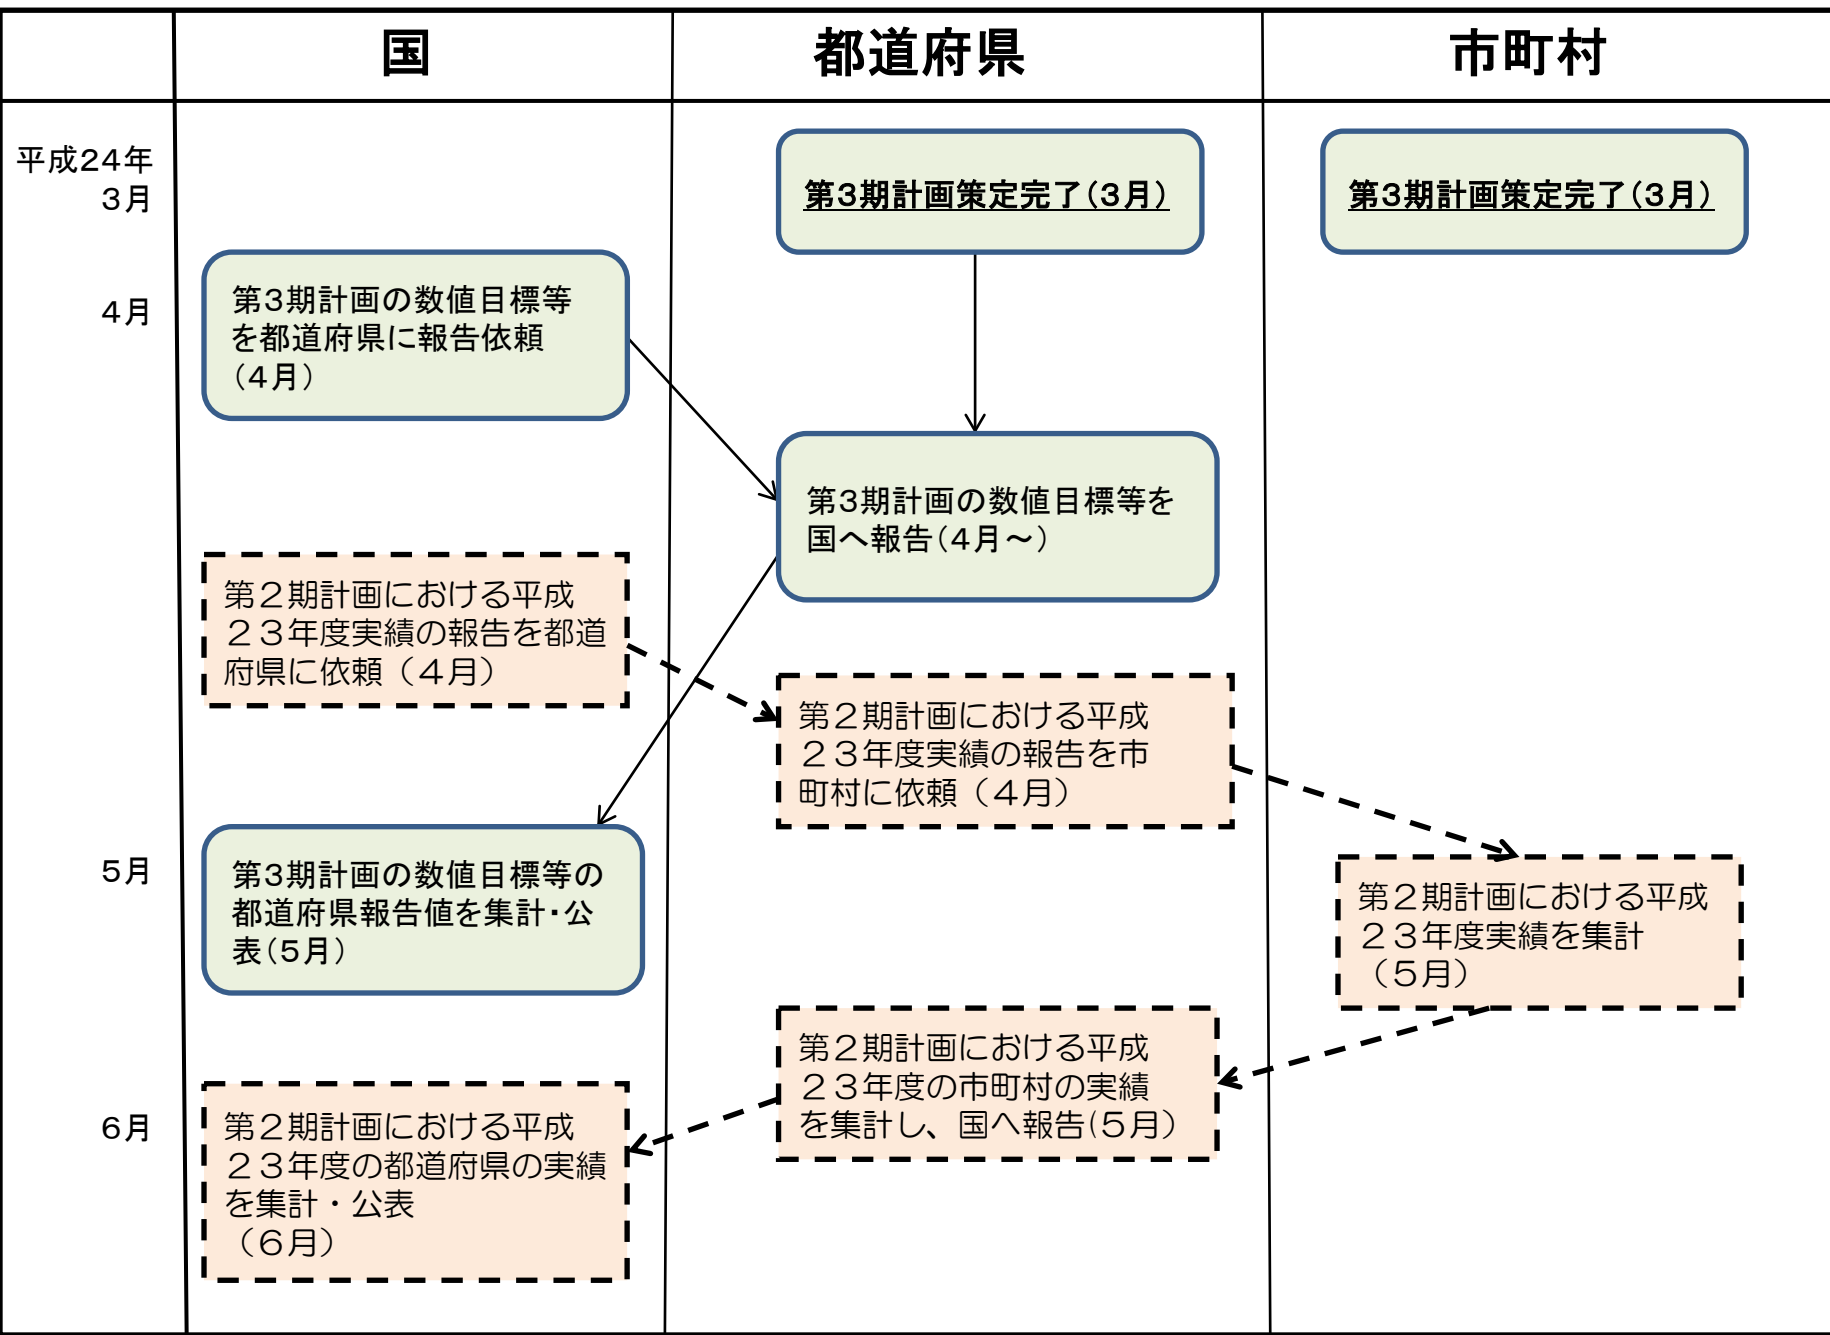 国
都道府県
市町村
平成24年
3月
第3期計画策定完了(3月)
第3期計画策定完了(3月)
4月
第3期計画の数値目標等
を都道府県に報告依頼
(4月)
第3期計画の数値目標等を
国へ報告(4月～)
第２期計画における平成
２３年度実績の報告を都道
府県に依頼（４月）
第２期計画における平成
２３年度実績の報告を市
町村に依頼（４月）
5月
第3期計画の数値目標等の
都道府県報告値を集計・公
表(5月)
第２期計画における平成
２３年度実績を集計
（５月）
第２期計画における平成
２３年度の市町村の実績
を集計し、国へ報告(５月）
6月
第２期計画における平成
２３年度の都道府県の実績
を集計・公表
（６月）